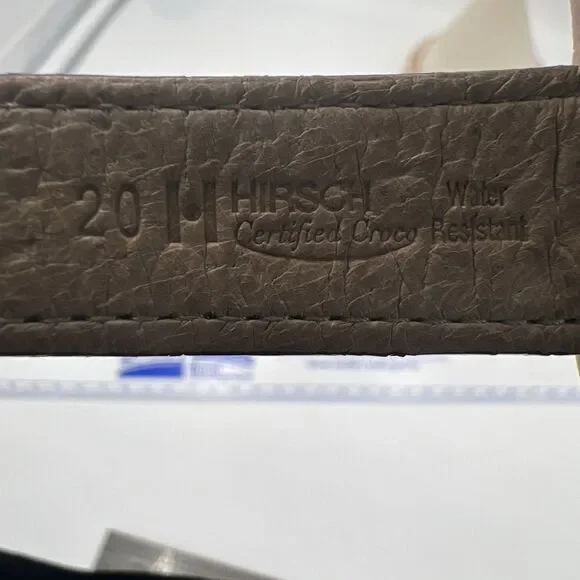 20 H HIRSCH
Certified Croco
Water
Resistant